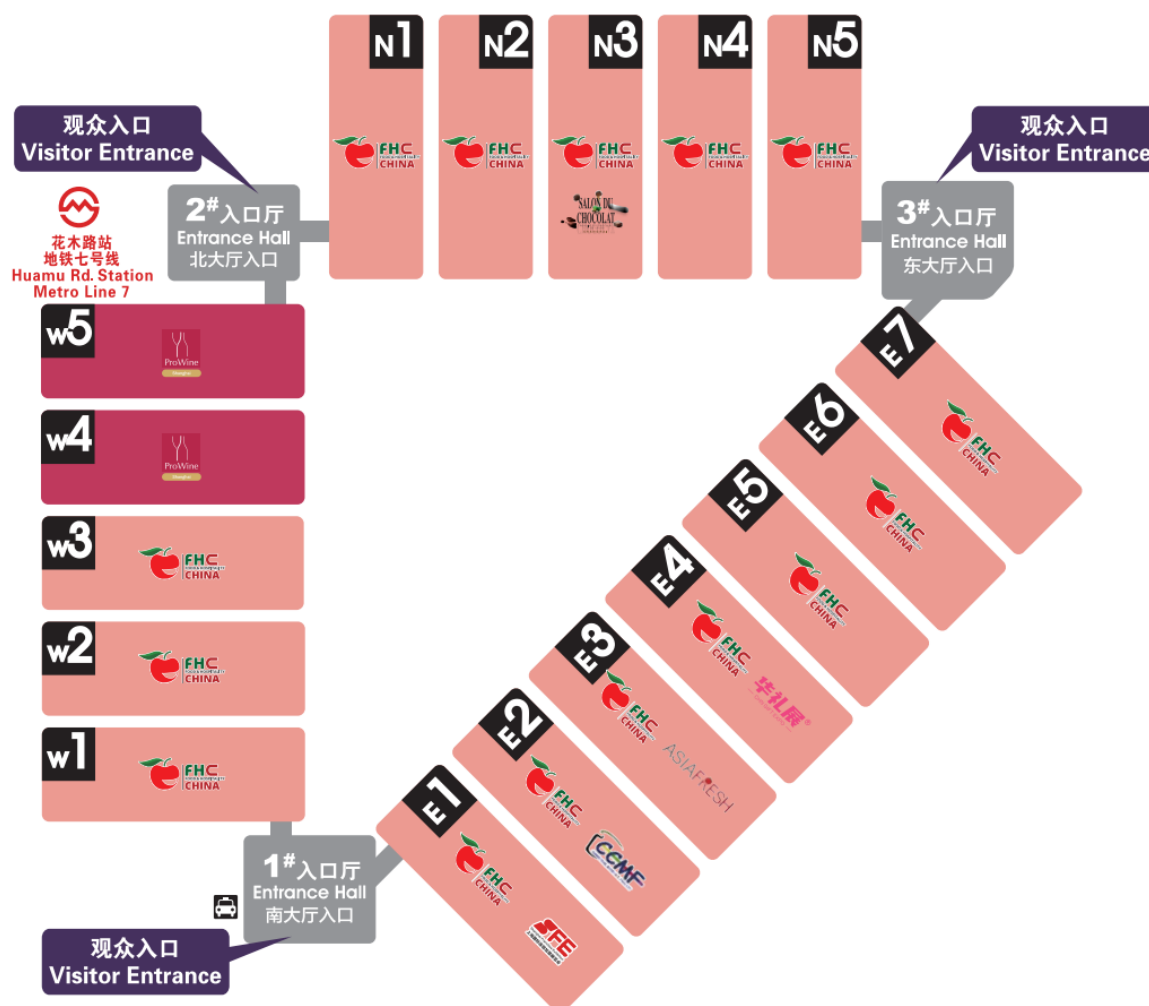 N1
N2
N3
N4
N5
FHC
CHINA
FHC
CHINA
FHC
CHINA
SALON DU
CHOCOLAT
FHC
CHINA
FHC
CHINA
观众入口
Visitor Entrance
2#入口厅
Entrance Hall
北大厅入口
花木路站
地铁七号线
Huamu Rd. Station
Metro Line 7
观众入口
Visitor Entrance
3#入口厅
Entrance Hall
东大厅入口
W5
ProWine
Shanghai
W4
ProWine
Shanghai
W3
FHC
CHINA
W2
FHC
CHINA
W1
FHC
CHINA
E7
FHC
CHINA
E6
FHC
CHINA
E5
FHC
CHINA
E4
FHC
CHINA
华礼展®
E3
FHC
CHINA
ASIAFRESH
E2
FHC
CHINA
CCMF
E1
FHC
CHINA
SFE
1#入口厅
Entrance Hall
南大厅入口
观众入口
Visitor Entrance